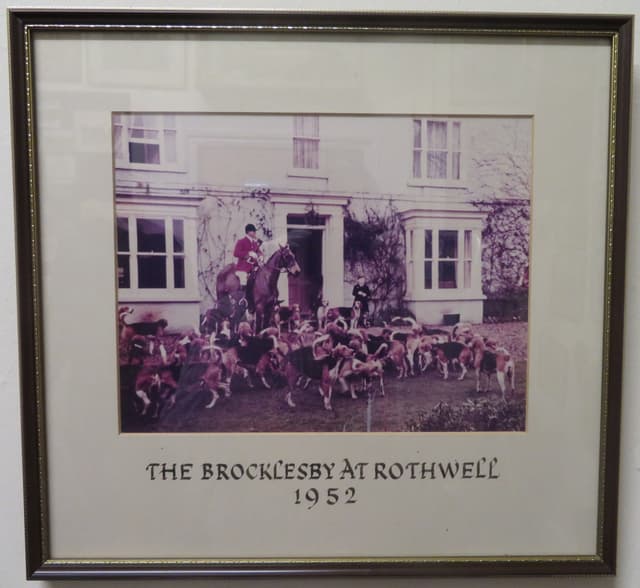 THE BROCKLESBY AT ROTHWELL
1952